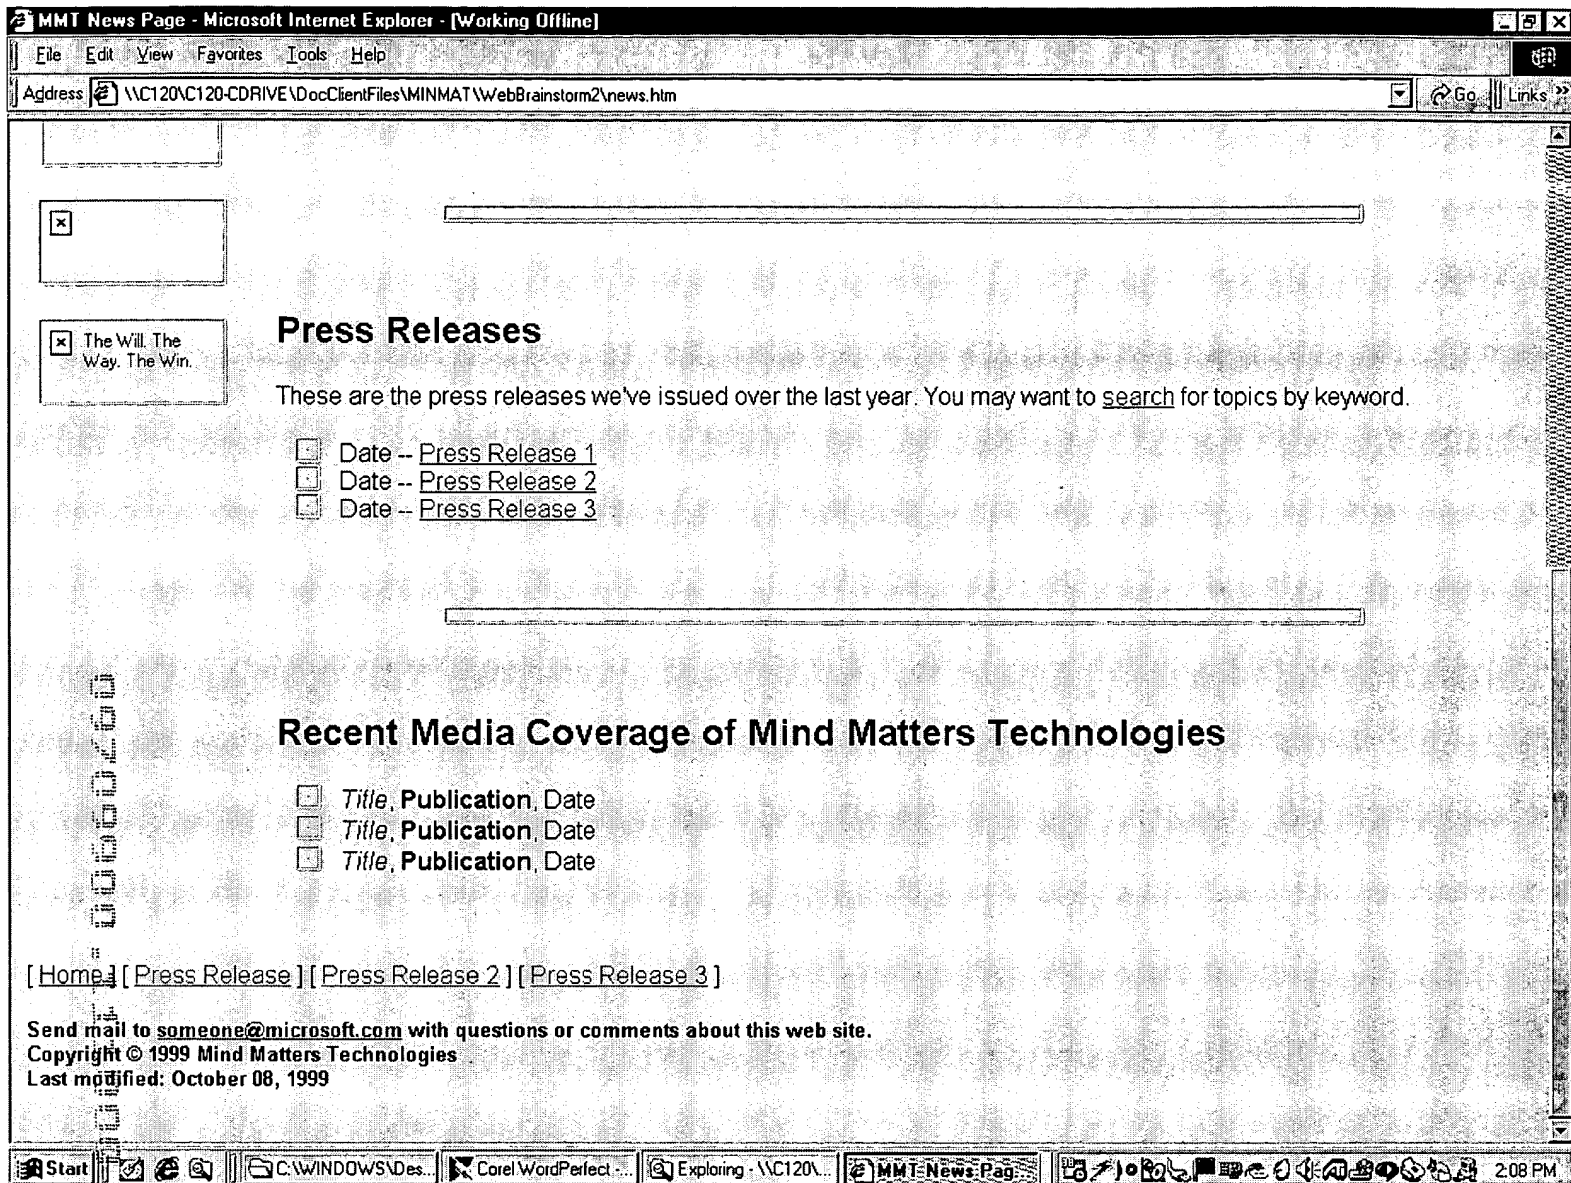 MMT News Page - Microsoft Internet Explorer - [Working Offline]
File Edit View Favorites Tools Help
Address \\C120\C120-CDRIVE\DocClientFiles\MINMAT\WebBrainstorm2\news.htm Go Links »
The Will. The
Way. The Win.
Press Releases
These are the press releases we've issued over the last year. You may want to search for topics by keyword.
Date -- Press Release 1
Date -- Press Release 2
Date -- Press Release 3
Recent Media Coverage of Mind Matters Technologies
Title, Publication, Date
Title, Publication, Date
Title, Publication, Date
[ Home ] [ Press Release ] [ Press Release 2 ] [ Press Release 3 ]
Send mail to someone@microsoft.com with questions or comments about this web site.
Copyright © 1999 Mind Matters Technologies
Last modified: October 08, 1999
Start C:\WINDOWS\Des... Corel WordPerfect -... Exploring - \\C120\... MMT News Pag... 2:08 PM